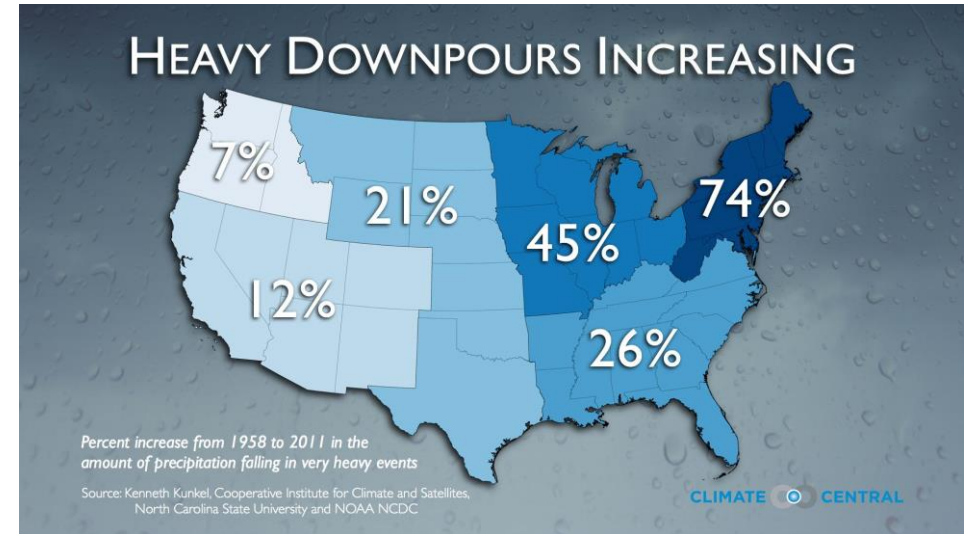 HEAVY DOWNPOURS INCREASING
7%
21%
74%
45%
12%
26%
Percent increase from 1958 to 2011 in the
amount of precipitation falling in very heavy events
Source: Kenneth Kunkel, Cooperative Institute for Climate and Satellites,
North Carolina State University and NOAA NCDC
CLIMATE CENTRAL